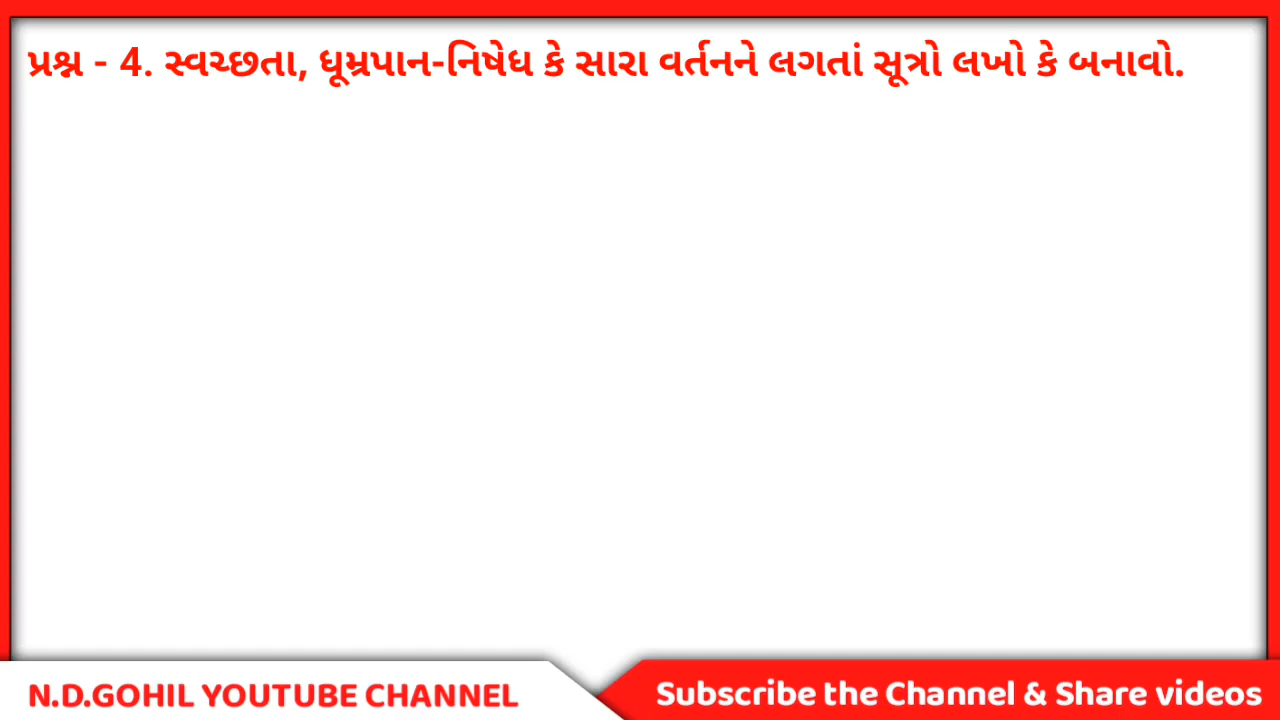 પ્રશ્ન - 4. સ્વચ્છતા, ધૂમ્રપાન-નિષેધ કે સારા વર્તનને લગતાં સૂત્રો લખો કે બનાવો.
N.D.GOHIL YOUTUBE CHANNEL
Subscribe the Channel & Share videos